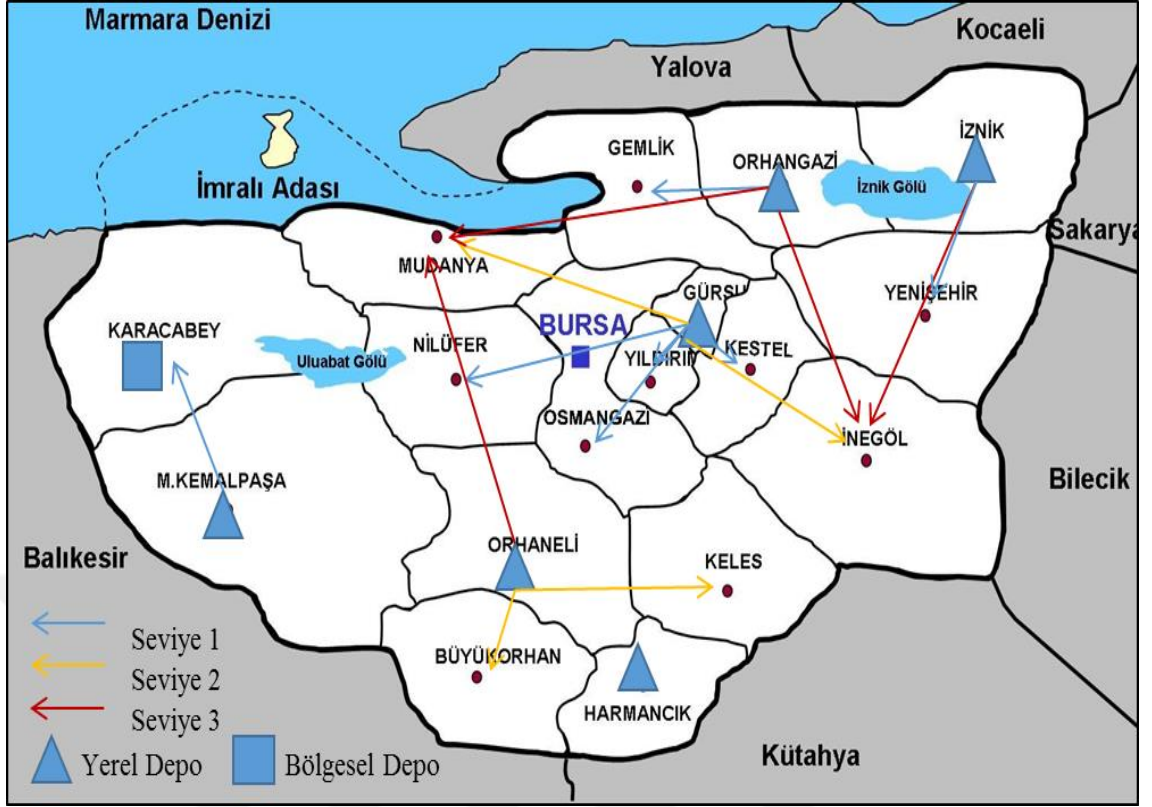 Marmara Denizi
Kocaeli
Yalova
İZNİK
GEMLİK
ORHANGAZİ
İmralı Adası
İznik Gölü
Sakarya
MUDANYA
GÜRSU
YENİŞEHİR
KARACABEY
BURSA
NİLÜFER
KESTEL
Uluabat Gölü
YILDIRIM
OSMANGAZİ
İNEGÖL
M.KEMALPAŞA
Bilecik
ORHANELİ
Balıkesir
KELES
Seviye 1
BÜYÜKORHAN
Seviye 2
HARMANCIK
Seviye 3
Kütahya
Yerel Depo
Bölgesel Depo